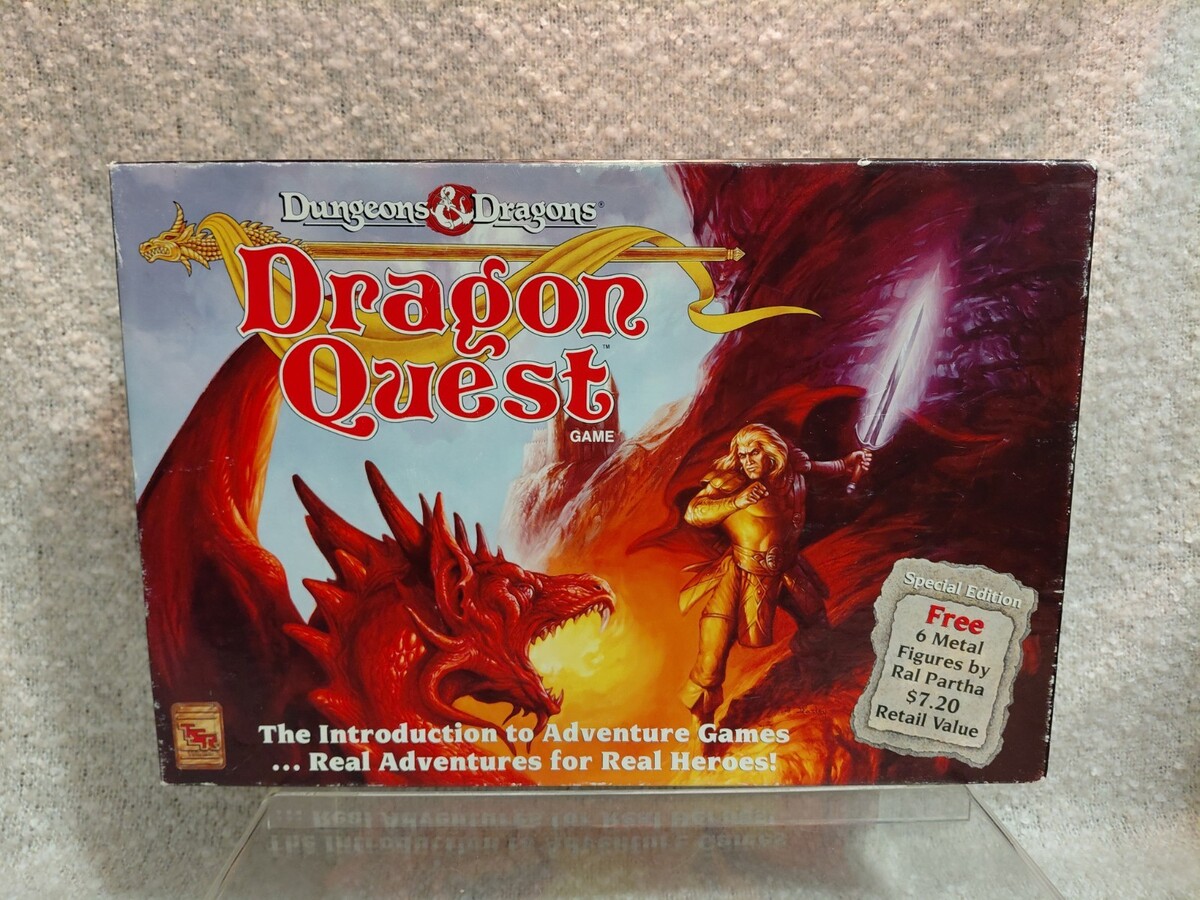 Dungeons & Dragons®
Dragon
Quest™
GAME
Special Edition
Free
6 Metal
Figures by
Ral Partha
$7.20
Retail Value
The Introduction to Adventure Games
... Real Adventures for Real Heroes!
TSR